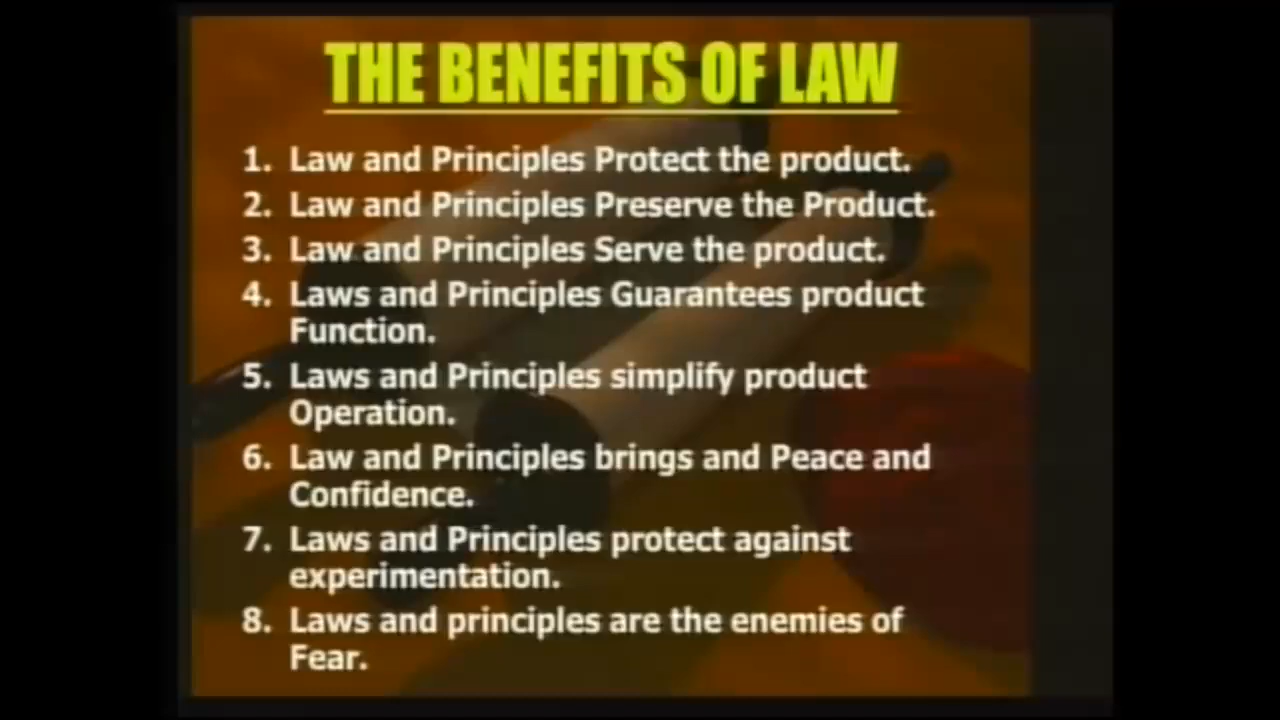 THE BENEFITS OF LAW
1. Law and Principles Protect the product.
2. Law and Principles Preserve the Product.
3. Law and Principles Serve the product.
4. Laws and Principles Guarantees product
Function.
5. Laws and Principles simplify product
Operation.
6. Law and Principles brings and Peace and
Confidence.
7. Laws and Principles protect against
experimentation.
8. Laws and principles are the enemies of
Fear.